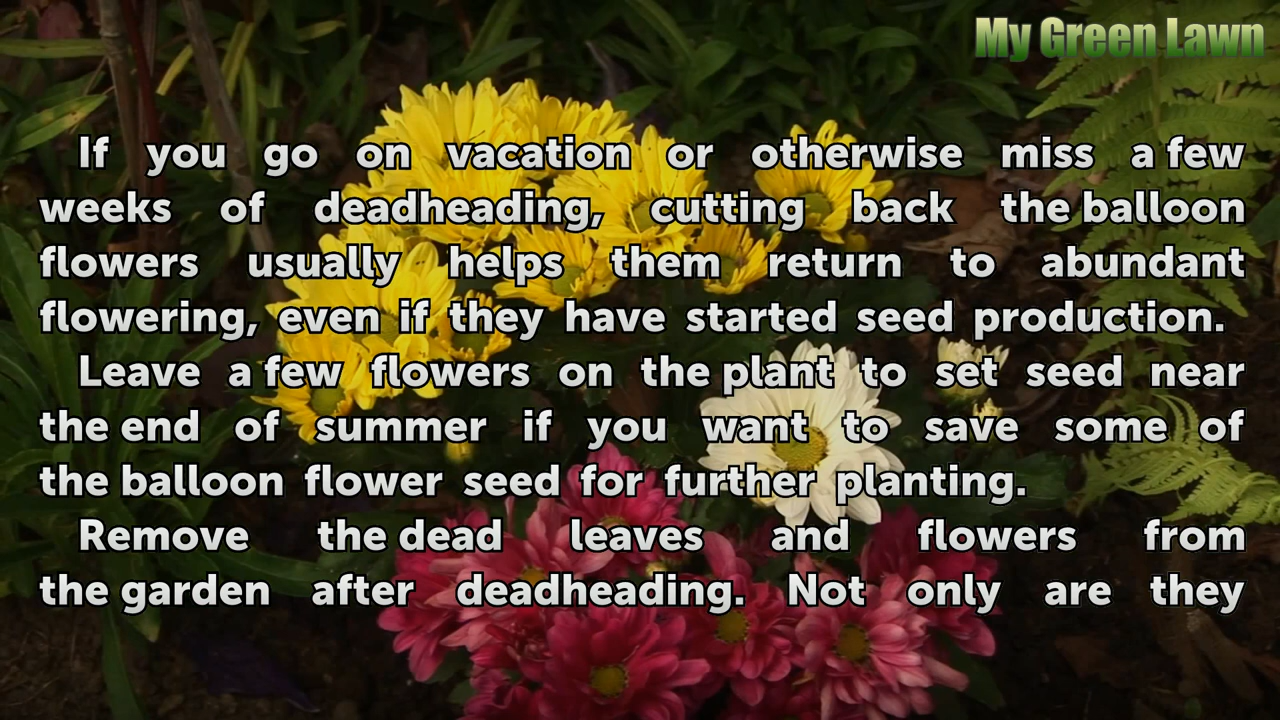 My Green Lawn
If you go on vacation or otherwise miss a few
weeks of deadheading, cutting back the balloon
flowers usually helps them return to abundant
flowering, even if they have started seed production.
Leave a few flowers on the plant to set seed near
the end of summer if you want to save some of
the balloon flower seed for further planting.
Remove the dead leaves and flowers from
the garden after deadheading. Not only are they